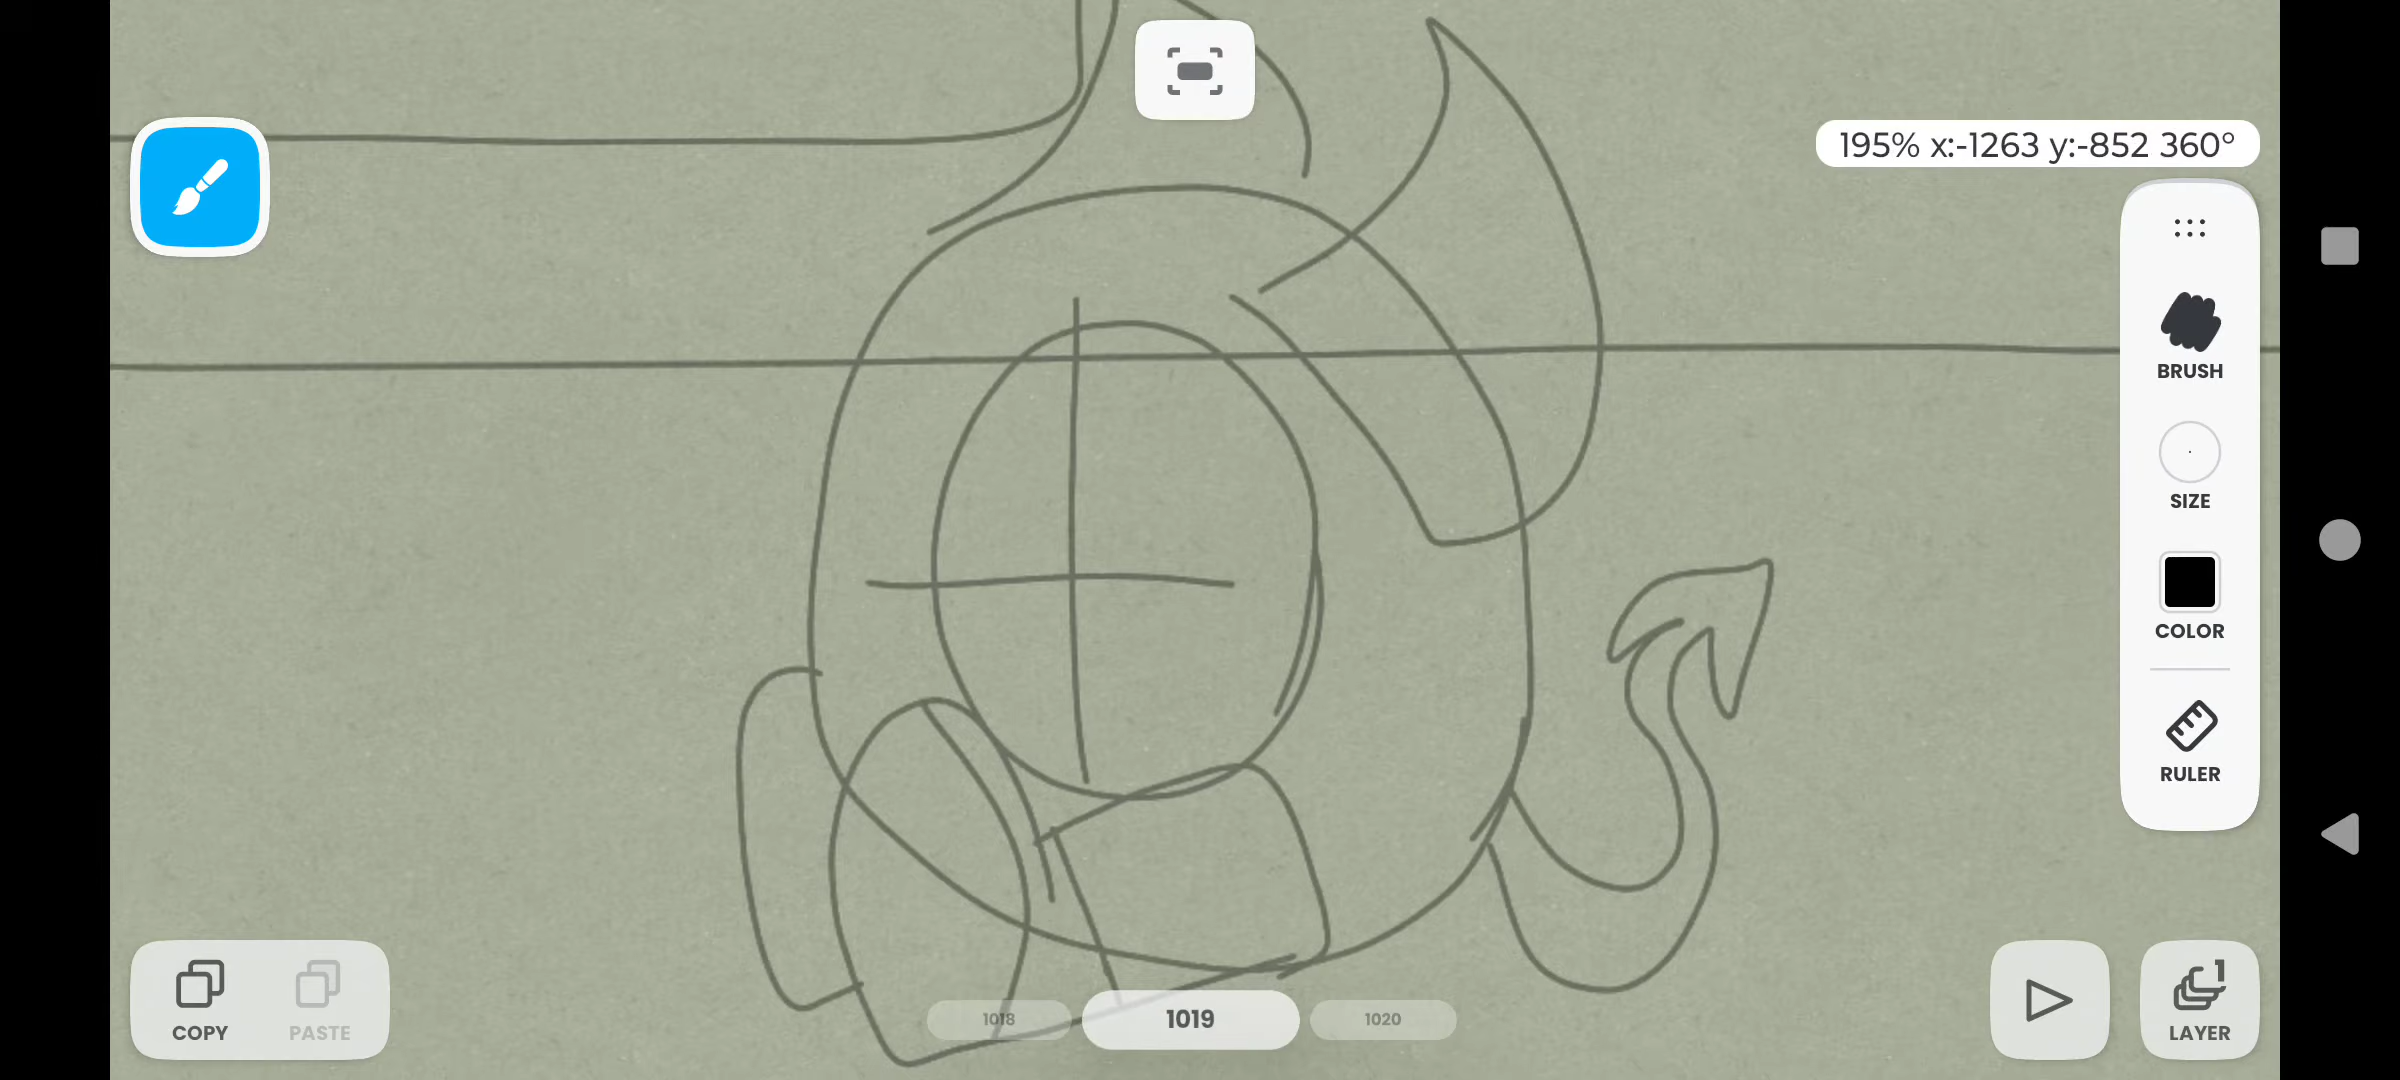 195% x:-1263 y:-852 360°
BRUSH
SIZE
COLOR
RULER
COPY
PASTE
1018
1019
1020
1
LAYER